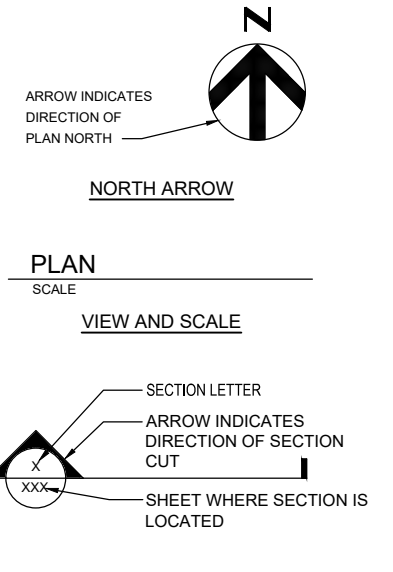 N
ARROW INDICATES
DIRECTION OF
PLAN NORTH
NORTH ARROW
PLAN
SCALE
VIEW AND SCALE
SECTION LETTER
ARROW INDICATES
DIRECTION OF SECTION
CUT
X
XXX
SHEET WHERE SECTION IS
LOCATED